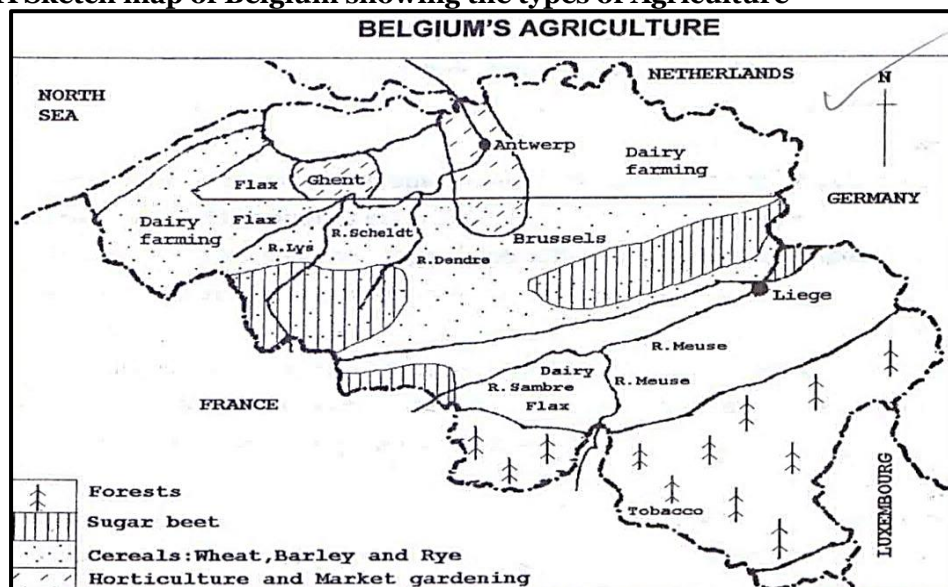 A Sketch map of Belgium showing the types of Agriculture
BELGIUM'S AGRICULTURE
NETHERLANDS
N
NORTH
SEA
Antwerp
Dairy
farming
Flax
Ghent
GERMANY
Dairy
farming
Flax
R.Lys
R.Scheldt
Brussels
R.Dendre
Liege
R.Meuse
Dairy
R.Sambre
R.Meuse
Flax
FRANCE
Tobacco
LUXEMBOURG
Forests
Sugar beet
Cereals:Wheat,Barley and Rye
Horticulture and Market gardening